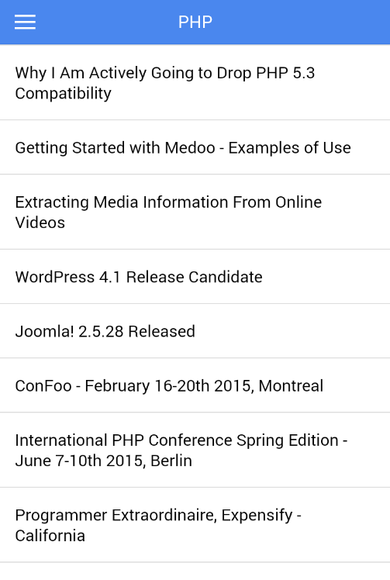 PHP
Why I Am Actively Going to Drop PHP 5.3
Compatibility
Getting Started with Medoo - Examples of Use
Extracting Media Information From Online
Videos
WordPress 4.1 Release Candidate
Joomla! 2.5.28 Released
ConFoo - February 16-20th 2015, Montreal
International PHP Conference Spring Edition -
June 7-10th 2015, Berlin
Programmer Extraordinaire, Expensify -
California